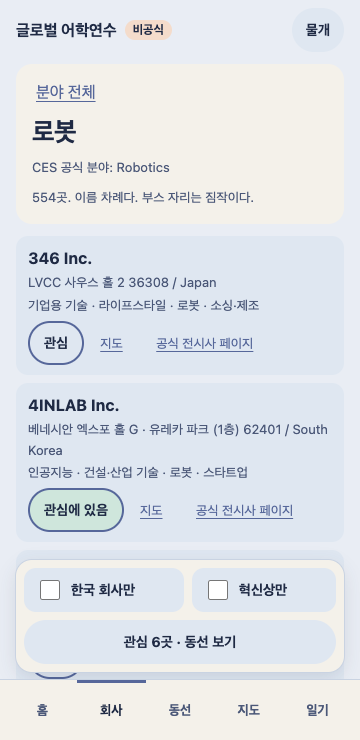 글로벌 어학연수 비공식 물개
분야 전체
로봇
CES 공식 분야: Robotics
554곳. 이름 차례다. 부스 자리는 짐작이다.
346 Inc.
LVCC 사우스 홀 2 36308 / Japan
기업용 기술 · 라이프스타일 · 로봇 · 소싱·제조
관심 지도 공식 전시사 페이지
4INLAB Inc.
베네시안 엑스포 홀 G · 유레카 파크 (1층) 62401 / South
Korea
인공지능 · 건설·산업 기술 · 로봇 · 스타트업
관심에 있음 지도 공식 전시사 페이지
한국 회사만 혁신상만
관심 6곳 · 동선 보기
홈 회사 동선 지도 일기